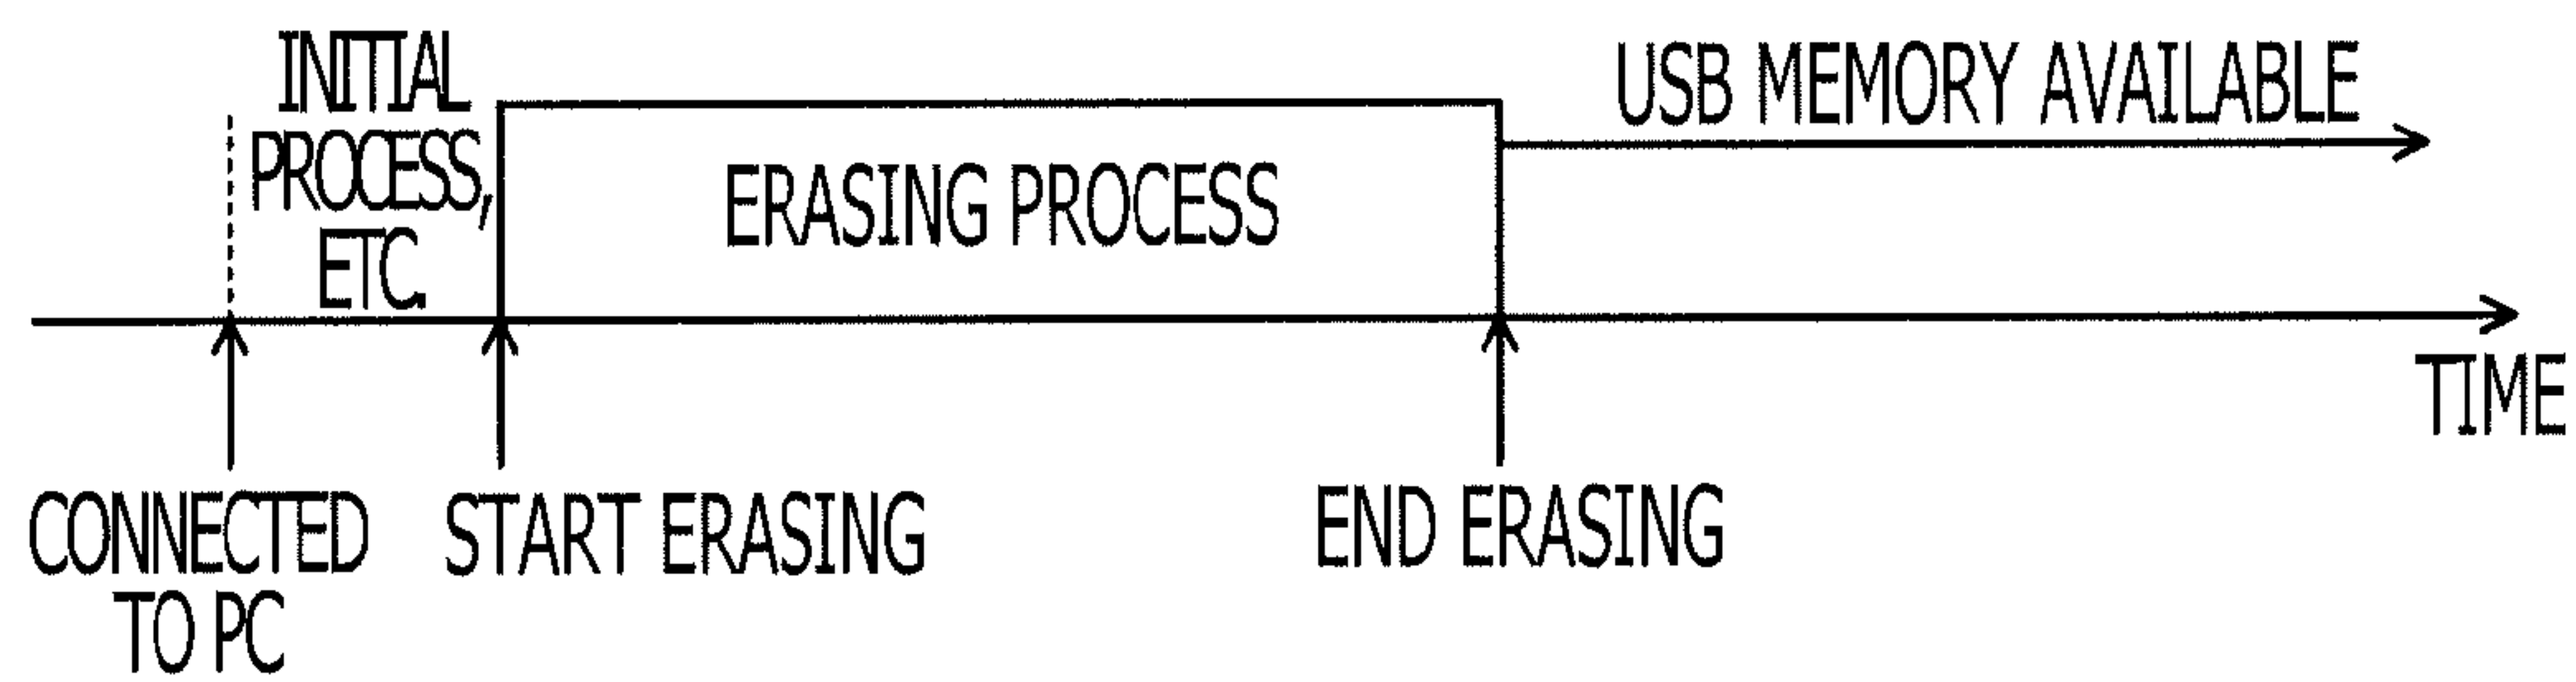 INITIAL
PROCESS,
ETC.
ERASING PROCESS
USB MEMORY AVAILABLE
TIME
CONNECTED
TO PC
START ERASING
END ERASING